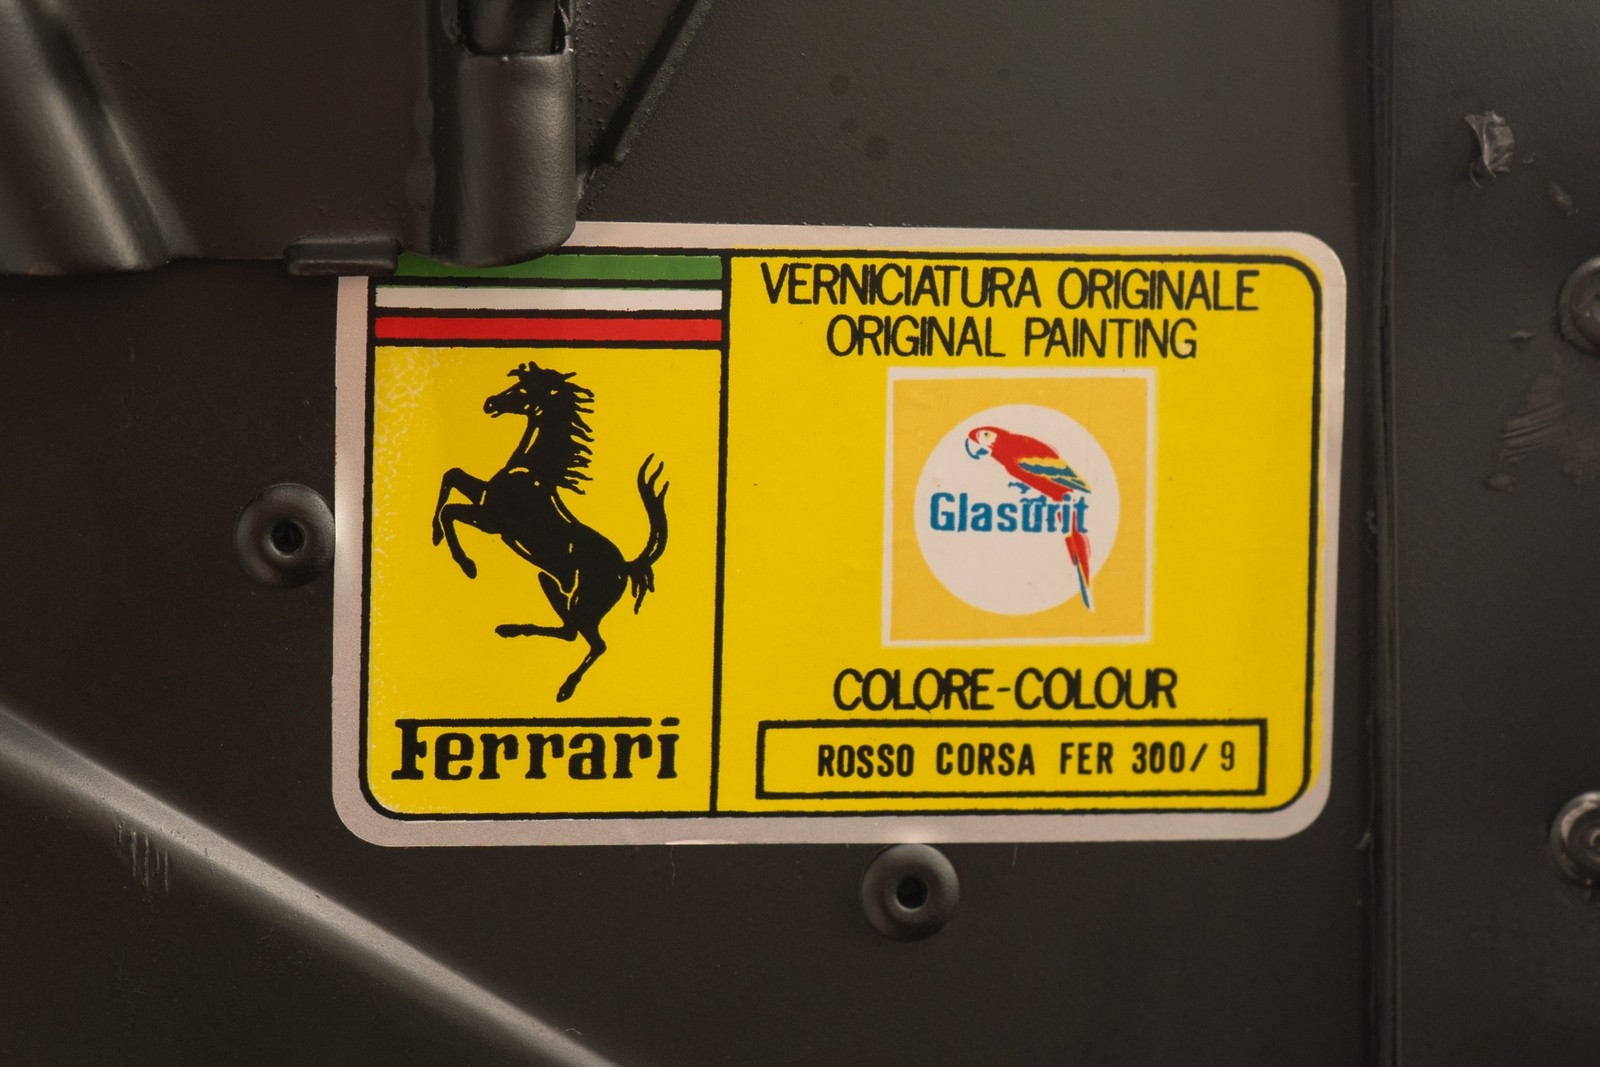 VERNICIATURA ORIGINALE
ORIGINAL PAINTING
Glasurit
COLORE-COLOUR
ROSSO CORSA FER 300/ 9
Ferrari